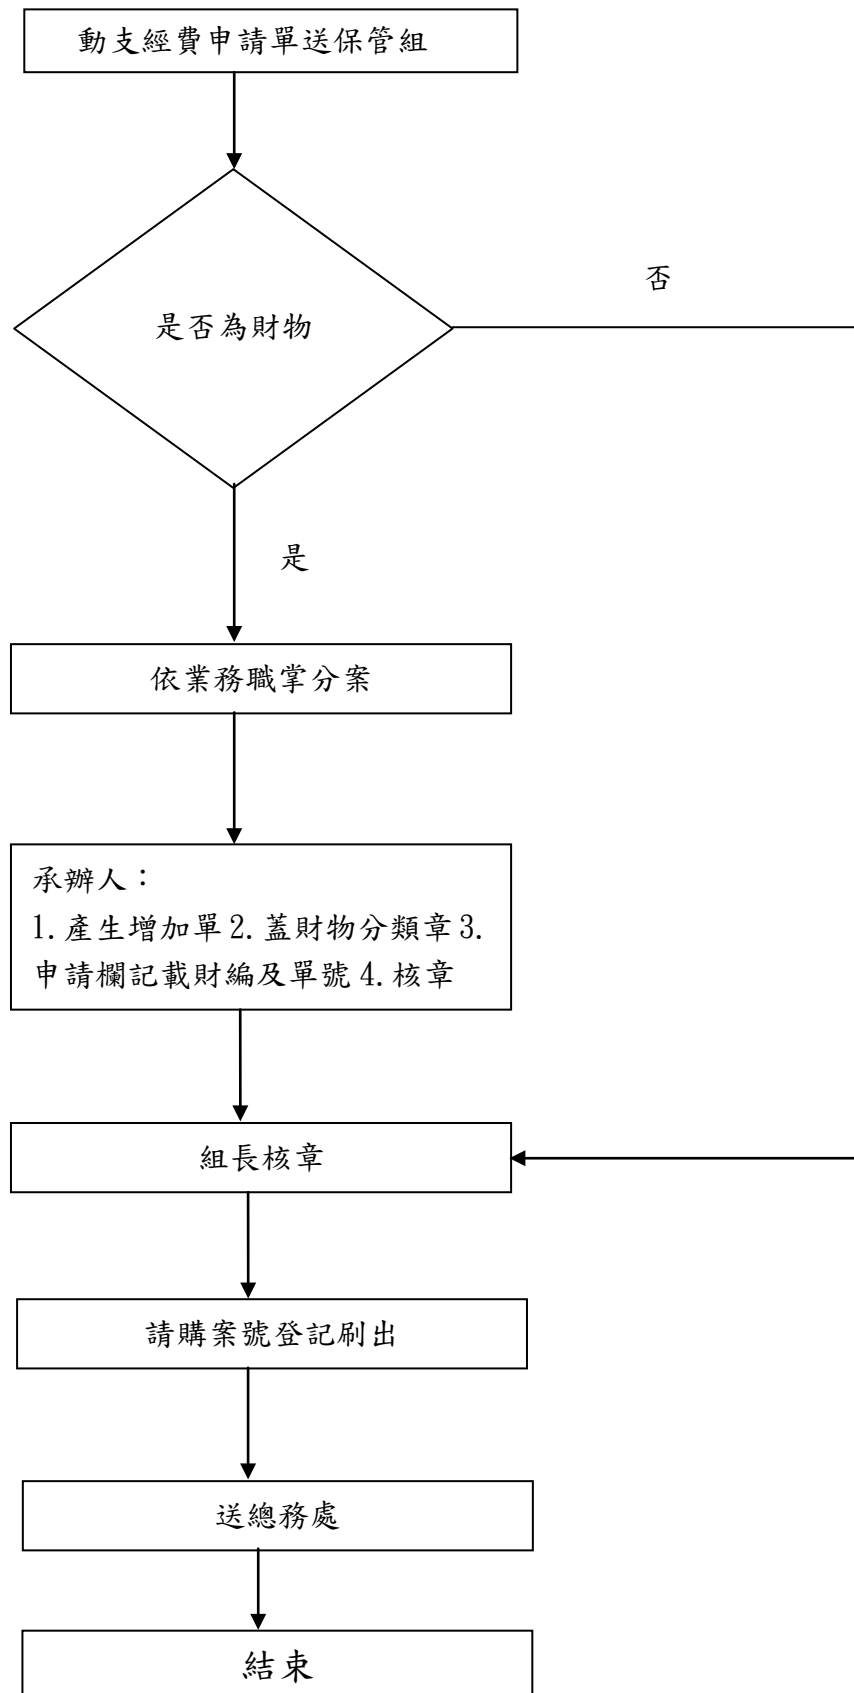 動支經費申請單送保管組
否
是否為財物
是
依業務職掌分案
承辦人：
1.產生增加單2.蓋財物分類章3.
申請欄記載財編及單號4.核章
組長核章
請購案號登記刷出
送總務處
結束